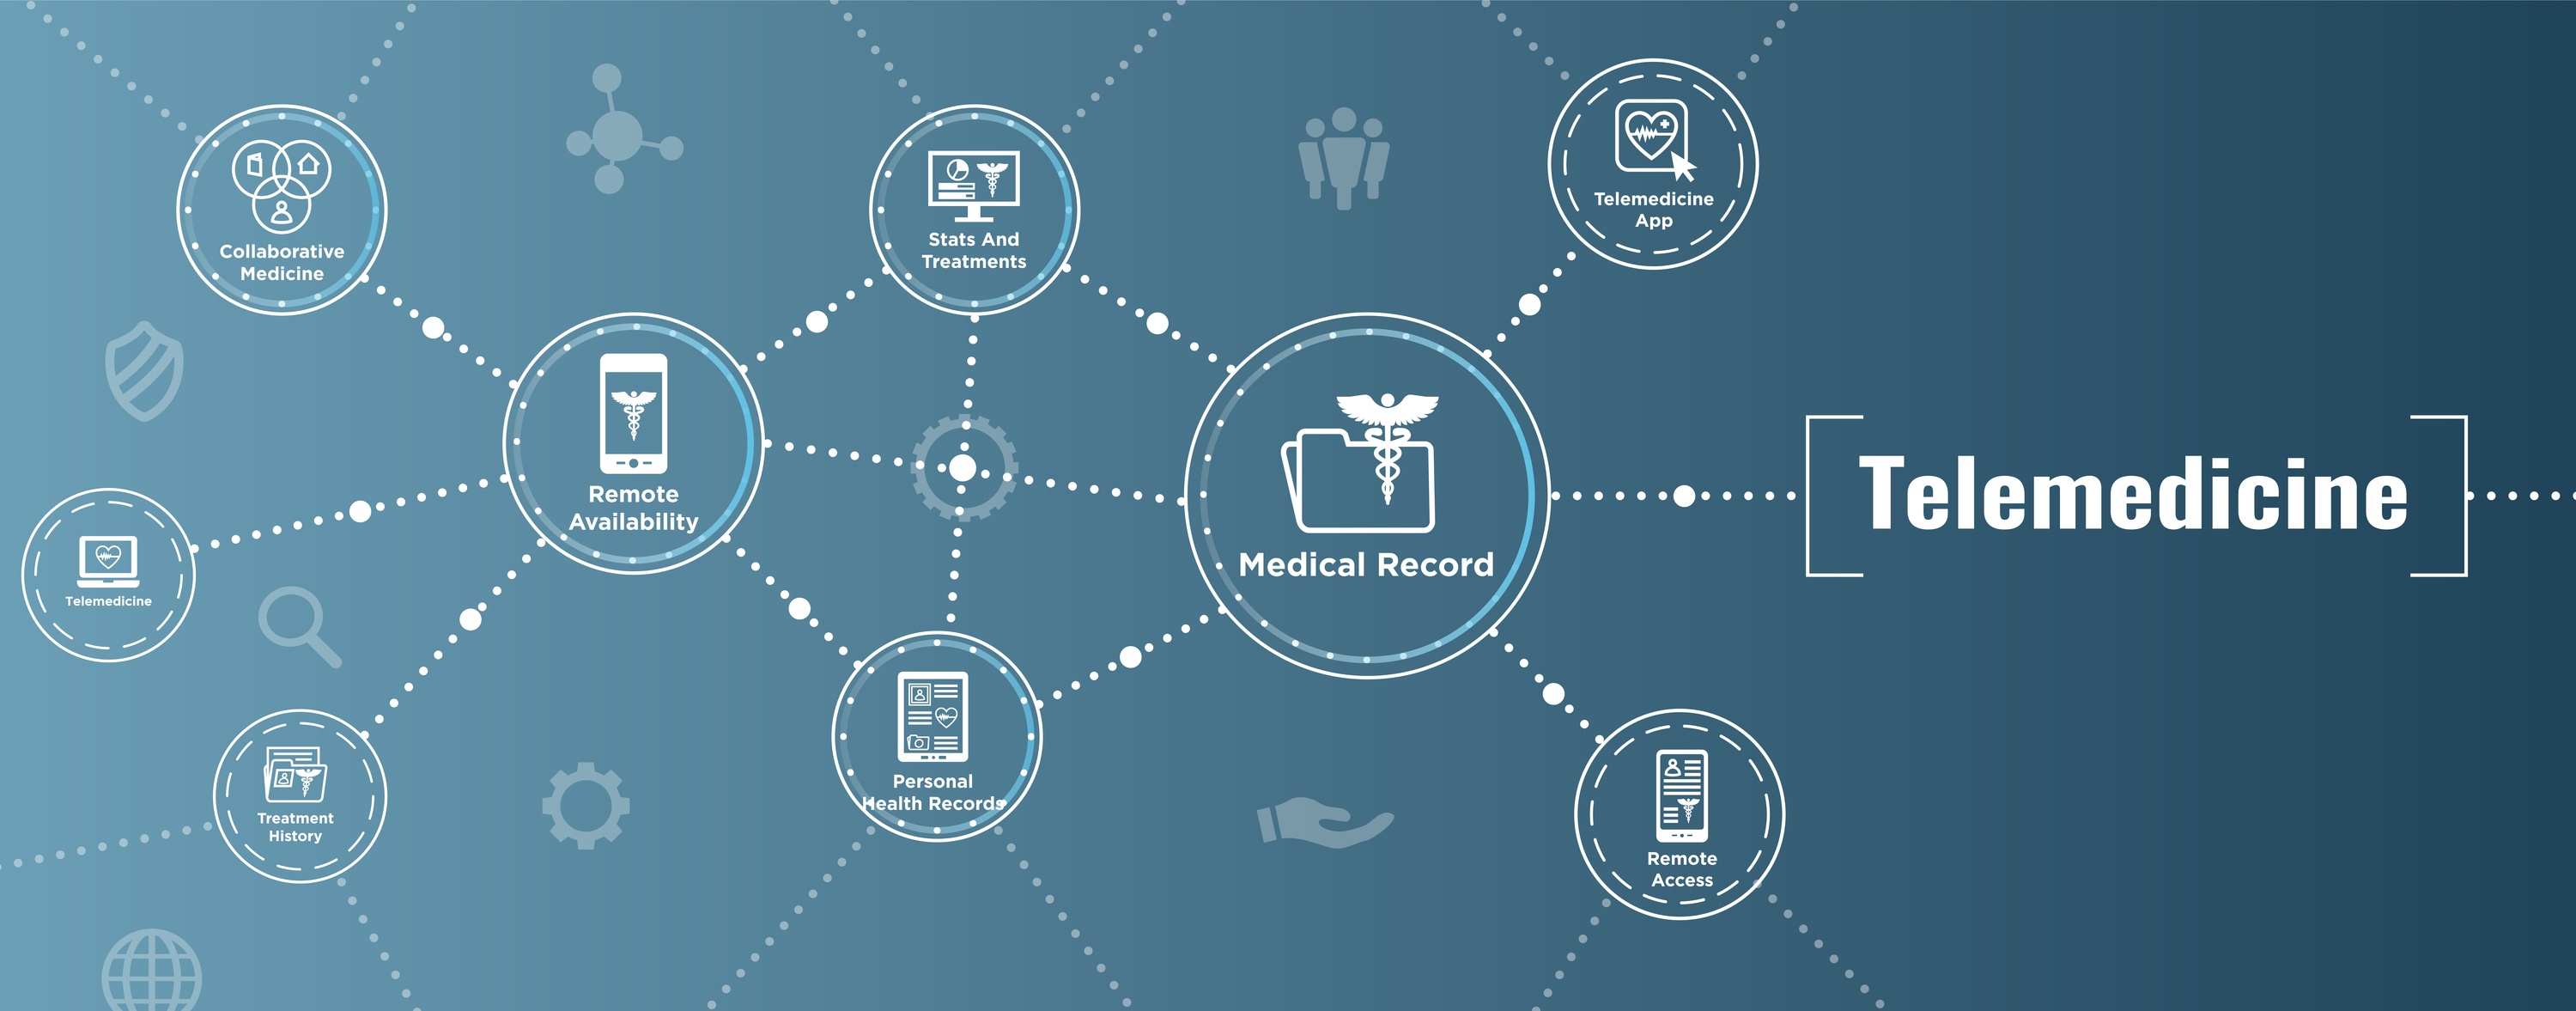 Collaborative
Medicine
Stats And
Treatments
Telemedicine
App
Remote
Availability
Medical Record
Telemedicine
Telemedicine
Treatment
History
Personal
Health Records
Remote
Access